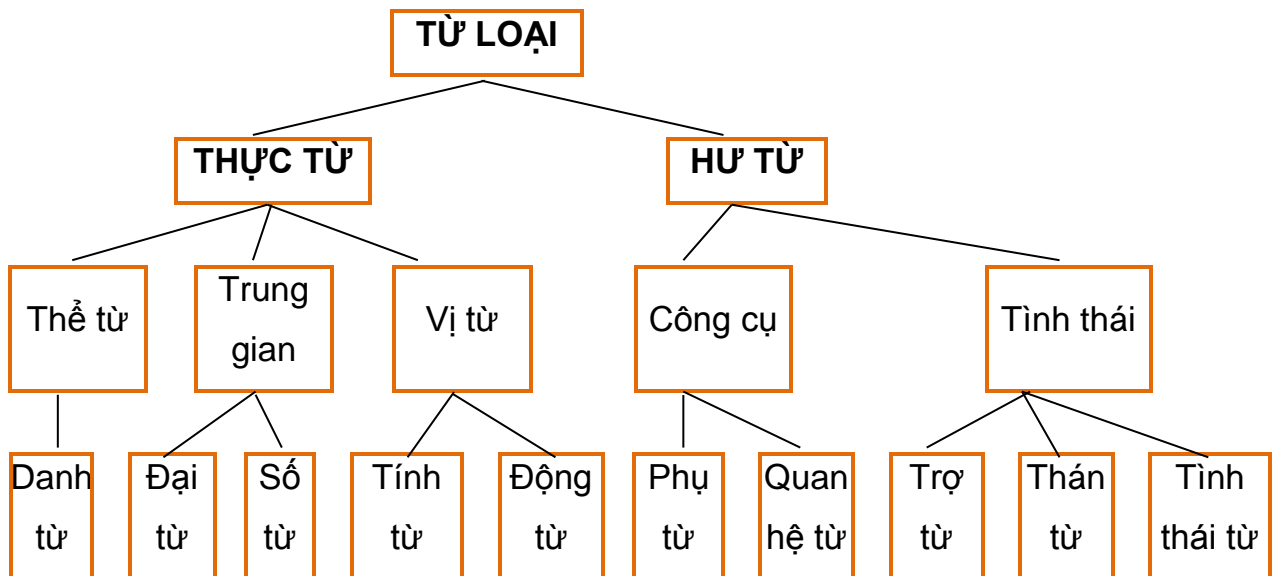 TỪ LOẠI
THỰC TỪ
HƯ TỪ
Thể từ
Trung
gian
Vị từ
Công cụ
Tình thái
Danh
từ
Đại
từ
Số
từ
Tính
từ
Động
từ
Phụ
từ
Quan
hệ từ
Trợ
từ
Thán
từ
Tình
thái từ